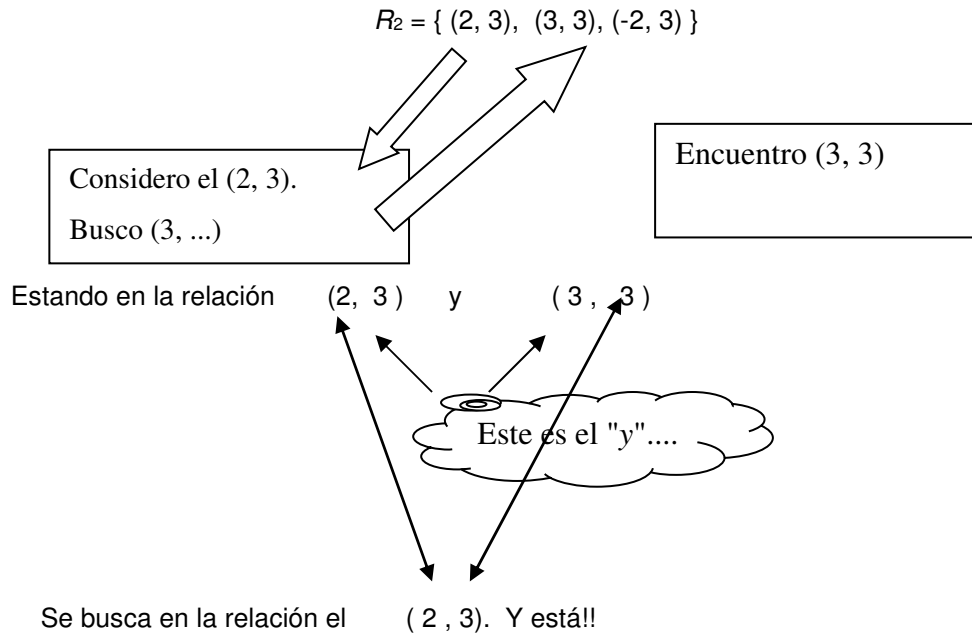 R2 = { (2, 3), (3, 3), (-2, 3) }
Considero el (2, 3).
Busco (3, ...)
Encuentro (3, 3)
Estando en la relación (2, 3 ) y ( 3 , 3 )
Este es el "y"....
Se busca en la relación el ( 2 , 3). Y está!!